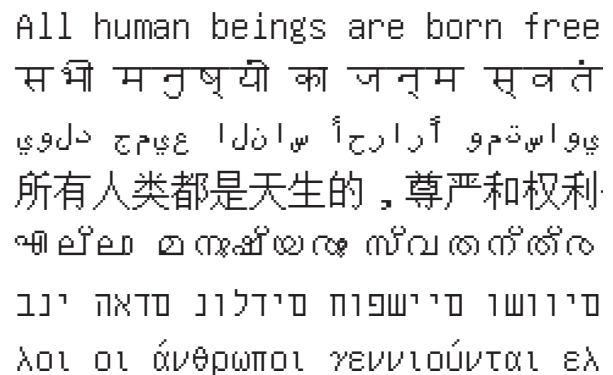 All human beings are born free
सभी मनुष्यों का जन्म स्वतं
يولد جميع الناس أحراراً ومتساوي
所有人类都是天生的，尊严和权利
എല്ലാ മനുഷ്യരും സ്വതന്ത്ര
בני האדם נולדים חופשיים ושווים
λοι οι άνθρωποι γεννιούνται ελ